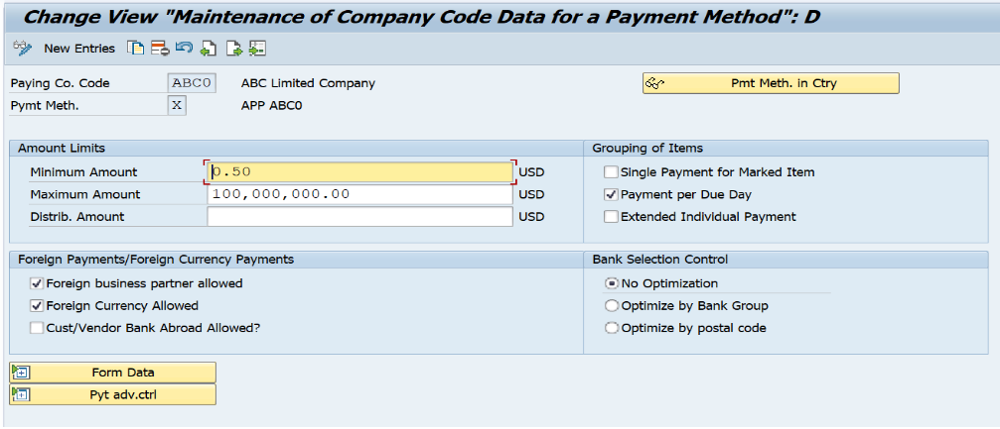 Change View "Maintenance of Company Code Data for a Payment Method": D
New Entries
Paying Co. Code ABC0 ABC Limited Company Pmt Meth. in Ctry
Pymt Meth. X APP ABC0
Amount Limits
Minimum Amount 0.50 USD
Maximum Amount 100,000,000.00 USD
Distrib. Amount USD
Grouping of Items
Single Payment for Marked Item
Payment per Due Day
Extended Individual Payment
Foreign Payments/Foreign Currency Payments
Foreign business partner allowed
Foreign Currency Allowed
Cust/Vendor Bank Abroad Allowed?
Bank Selection Control
No Optimization
Optimize by Bank Group
Optimize by postal code
Form Data
Pyt adv.ctrl